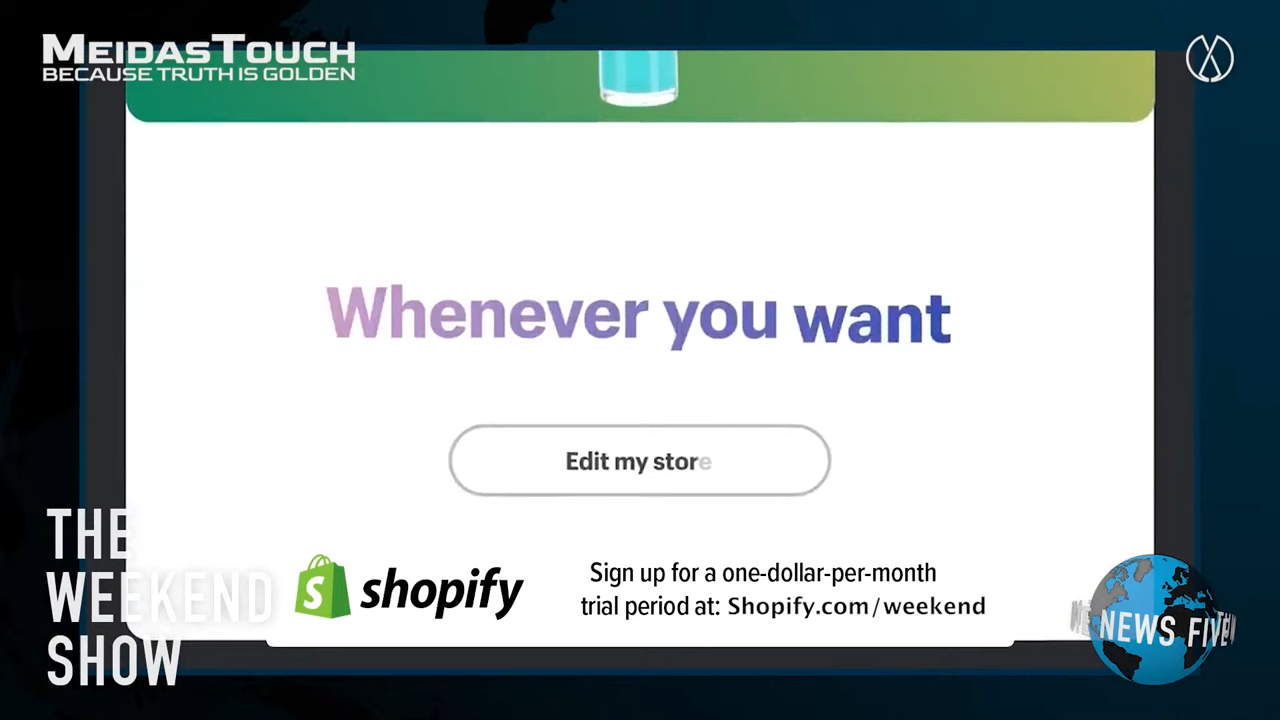 MEIDASTOUCH
BECAUSE TRUTH IS GOLDEN
Whenever you want
Edit my store
THE
WEEKEND
SHOW
shopify
Sign up for a one-dollar-per-month
trial period at: Shopify.com/weekend
NEWS FIVE